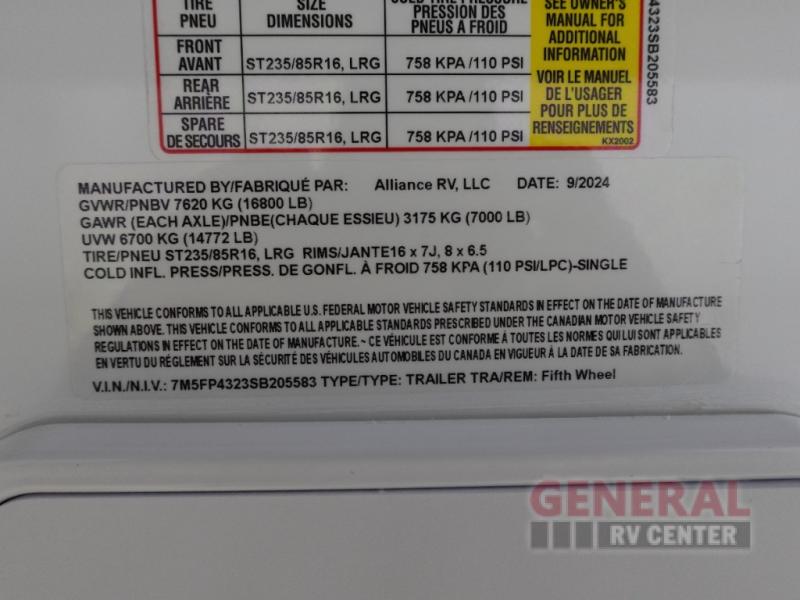 TIRE SIZE COLD TIRE PRESSURE
PNEU DIMENSIONS PRESSION DES
PNEUS À FROID
FRONT
AVANT ST235/85R16, LRG 758 KPA /110 PSI
REAR
ARRIÈRE ST235/85R16, LRG 758 KPA /110 PSI
SPARE
DE SECOURS ST235/85R16, LRG 758 KPA /110 PSI
SEE OWNER'S
MANUAL FOR
ADDITIONAL
INFORMATION
VOIR LE MANUEL
DE L'USAGER
POUR PLUS DE
RENSEIGNEMENTS
KX2002
4323SB205583
MANUFACTURED BY/FABRIQUÉ PAR: Alliance RV, LLC DATE: 9/2024
GVWR/PNBV 7620 KG (16800 LB)
GAWR (EACH AXLE)/PNBE(CHAQUE ESSIEU) 3175 KG (7000 LB)
UVW 6700 KG (14772 LB)
TIRE/PNEU ST235/85R16, LRG RIMS/JANTE16 x 7J, 8 x 6.5
COLD INFL. PRESS/PRESS. DE GONFL. À FROID 758 KPA (110 PSI/LPC)-SINGLE
THIS VEHICLE CONFORMS TO ALL APPLICABLE U.S. FEDERAL MOTOR VEHICLE SAFETY STANDARDS IN EFFECT ON THE DATE OF MANUFACTURE
SHOWN ABOVE. THIS VEHICLE CONFORMS TO ALL APPLICABLE STANDARDS PRESCRIBED UNDER THE CANADIAN MOTOR VEHICLE SAFETY
REGULATIONS IN EFFECT ON THE DATE OF MANUFACTURE.~ CE VÉHICULE EST CONFORME À TOUTES LES NORMES QUI LUI SONT APPLICABLES
EN VERTU DU RÉGLEMENT SUR LA SÉCURITÉ DES VÉHICULES AUTOMOBILES DU CANADA EN VIGUEUR À LA DATE DE SA FABRICATION.
V.I.N./N.I.V.: 7M5FP4323SB205583 TYPE/TYPE: TRAILER TRA/REM: Fifth Wheel
GENERAL
RV CENTER